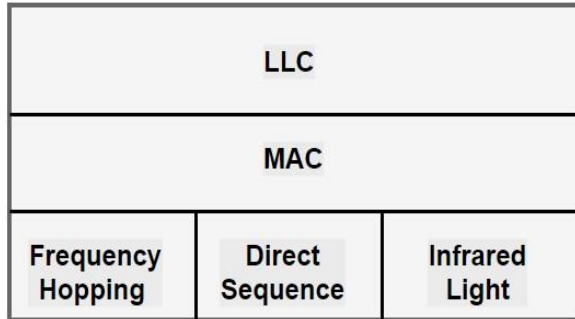 LLC
MAC
Frequency Hopping
Direct Sequence
Infrared Light